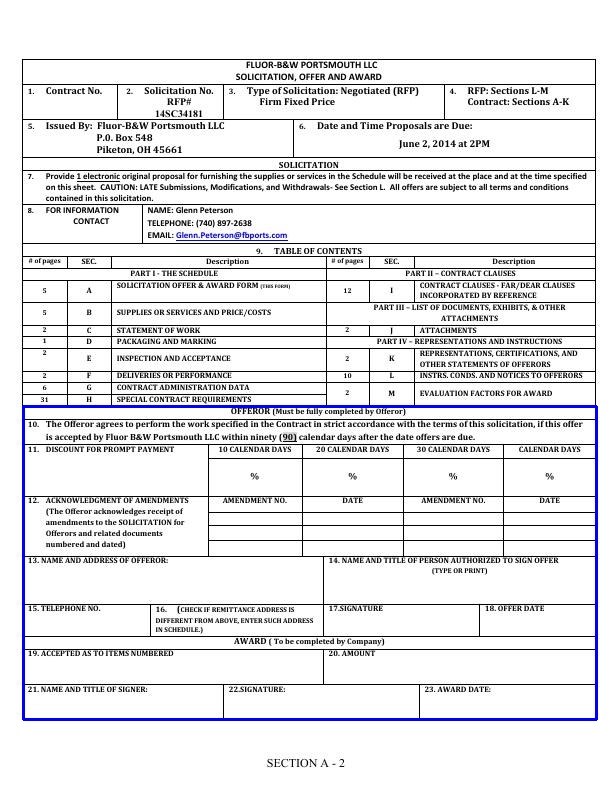 FLUOR-B&W PORTSMOUTH LLC
SOLICITATION, OFFER AND AWARD
1. Contract No.
2. Solicitation No.
RFP#
14SC34181
3. Type of Solicitation: Negotiated (RFP)
Firm Fixed Price
4. RFP: Sections L-M
Contract: Sections A-K
5. Issued By: Fluor-B&W Portsmouth LLC
P.O. Box 548
Piketon, OH 45661
6. Date and Time Proposals are Due:
June 2, 2014 at 2PM
SOLICITATION
7. Provide 1 electronic original proposal for furnishing the supplies or services in the Schedule will be received at the place and at the time specified
on this sheet. CAUTION: LATE Submissions, Modifications, and Withdrawals- See Section L. All offers are subject to all terms and conditions
contained in this solicitation.
8. FOR INFORMATION
CONTACT
NAME: Glenn Peterson
TELEPHONE: (740) 897-2638
EMAIL: Glenn.Peterson@fbports.com
9. TABLE OF CONTENTS
# of pages SEC. Description # of pages SEC. Description
PART I - THE SCHEDULE PART II – CONTRACT CLAUSES
5 A SOLICITATION OFFER & AWARD FORM (THIS FORM) 12 I CONTRACT CLAUSES - FAR/DEAR CLAUSES
INCORPORATED BY REFERENCE
5 B SUPPLIES OR SERVICES AND PRICE/COSTS PART III – LIST OF DOCUMENTS, EXHIBITS, & OTHER
ATTACHMENTS
2 C STATEMENT OF WORK 2 J ATTACHMENTS
1 D PACKAGING AND MARKING PART IV – REPRESENTATIONS AND INSTRUCTIONS
2 E INSPECTION AND ACCEPTANCE 2 K REPRESENTATIONS, CERTIFICATIONS, AND
OTHER STATEMENTS OF OFFERORS
2 F DELIVERIES OR PERFORMANCE 10 L INSTRS. CONDS. AND NOTICES TO OFFERORS
6 G CONTRACT ADMINISTRATION DATA 2 M EVALUATION FACTORS FOR AWARD
31 H SPECIAL CONTRACT REQUIREMENTS
OFFEROR (Must be fully completed by Offeror)
10. The Offeror agrees to perform the work specified in the Contract in strict accordance with the terms of this solicitation, if this offer
is accepted by Fluor B&W Portsmouth LLC within ninety (90) calendar days after the date offers are due.
11. DISCOUNT FOR PROMPT PAYMENT 10 CALENDAR DAYS 20 CALENDAR DAYS 30 CALENDAR DAYS CALENDAR DAYS
% % % %
12. ACKNOWLEDGMENT OF AMENDMENTS AMENDMENT NO. DATE AMENDMENT NO. DATE
(The Offeror acknowledges receipt of
amendments to the SOLICITATION for
Offerors and related documents
numbered and dated)
13. NAME AND ADDRESS OF OFFEROR:
14. NAME AND TITLE OF PERSON AUTHORIZED TO SIGN OFFER
(TYPE OR PRINT)
15. TELEPHONE NO.
16. (CHECK IF REMITTANCE ADDRESS IS
DIFFERENT FROM ABOVE, ENTER SUCH ADDRESS
IN SCHEDULE.)
17.SIGNATURE
18. OFFER DATE
AWARD ( To be completed by Company)
19. ACCEPTED AS TO ITEMS NUMBERED
20. AMOUNT
21. NAME AND TITLE OF SIGNER:
22.SIGNATURE:
23. AWARD DATE:
SECTION A - 2